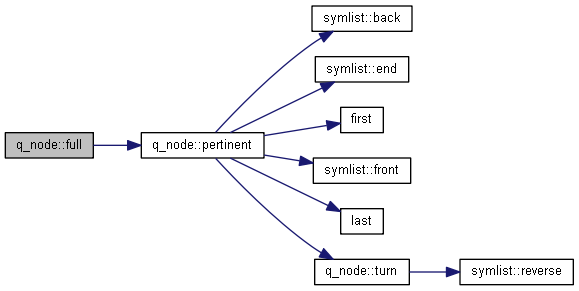 symlist::back
symlist::end
first
q_node::full
q_node::pertinent
symlist::front
last
q_node::turn
symlist::reverse